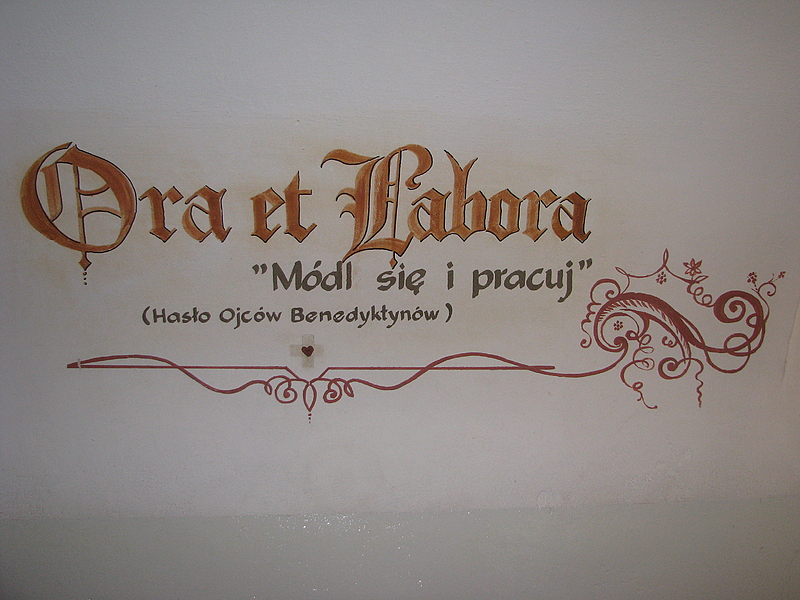 Ora et Labora
"Módl się i pracuj"
(Hasło Ojców Benedyktynów)